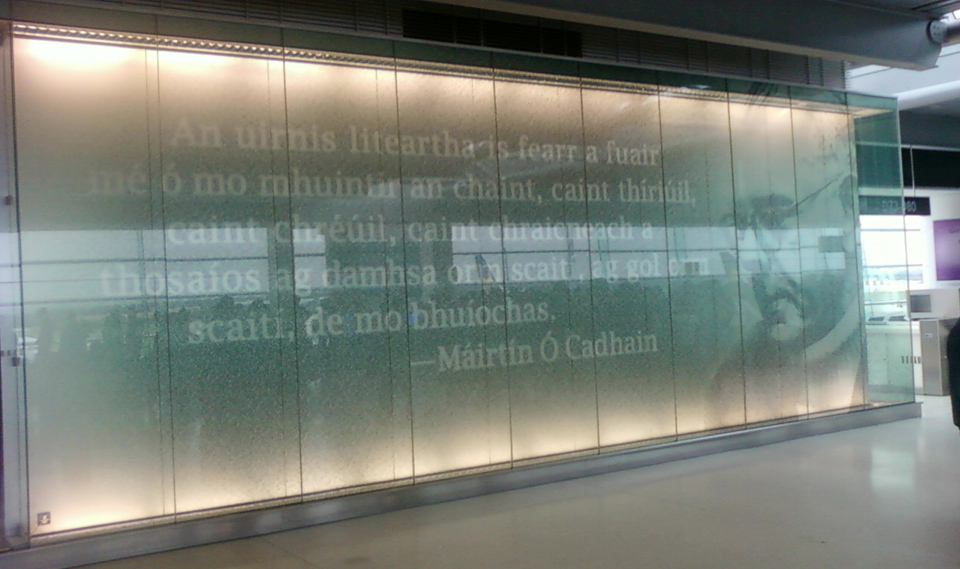 An uirnis liteartha is fearr a fuair
mé ó mo mhuintir an chaint, caint thíriúil,
caint chréúil, caint chraicneach a
thosaíos ag damhsa orm scaití, ag gol orm
scaití, de mo bhuíochas.
—Máirtín Ó Cadhain